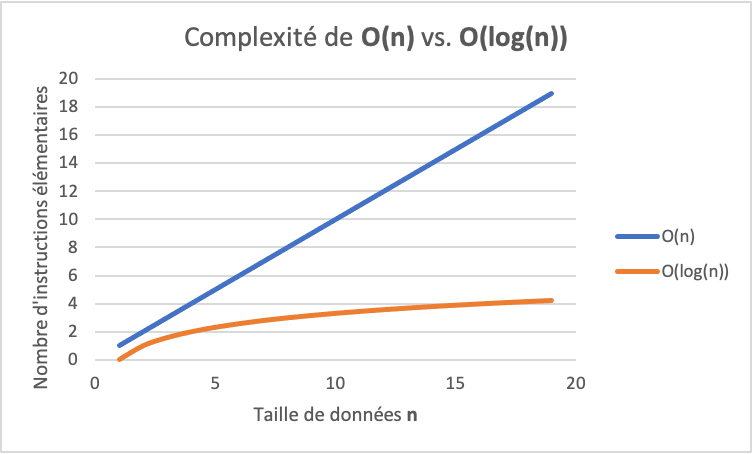 Complexité de O(n) vs. O(log(n))
Nombre d'instructions élémentaires
20
18
16
14
12
10
8
6
4
2
0
0 5 10 15 20
Taille de données n
O(n)
O(log(n))